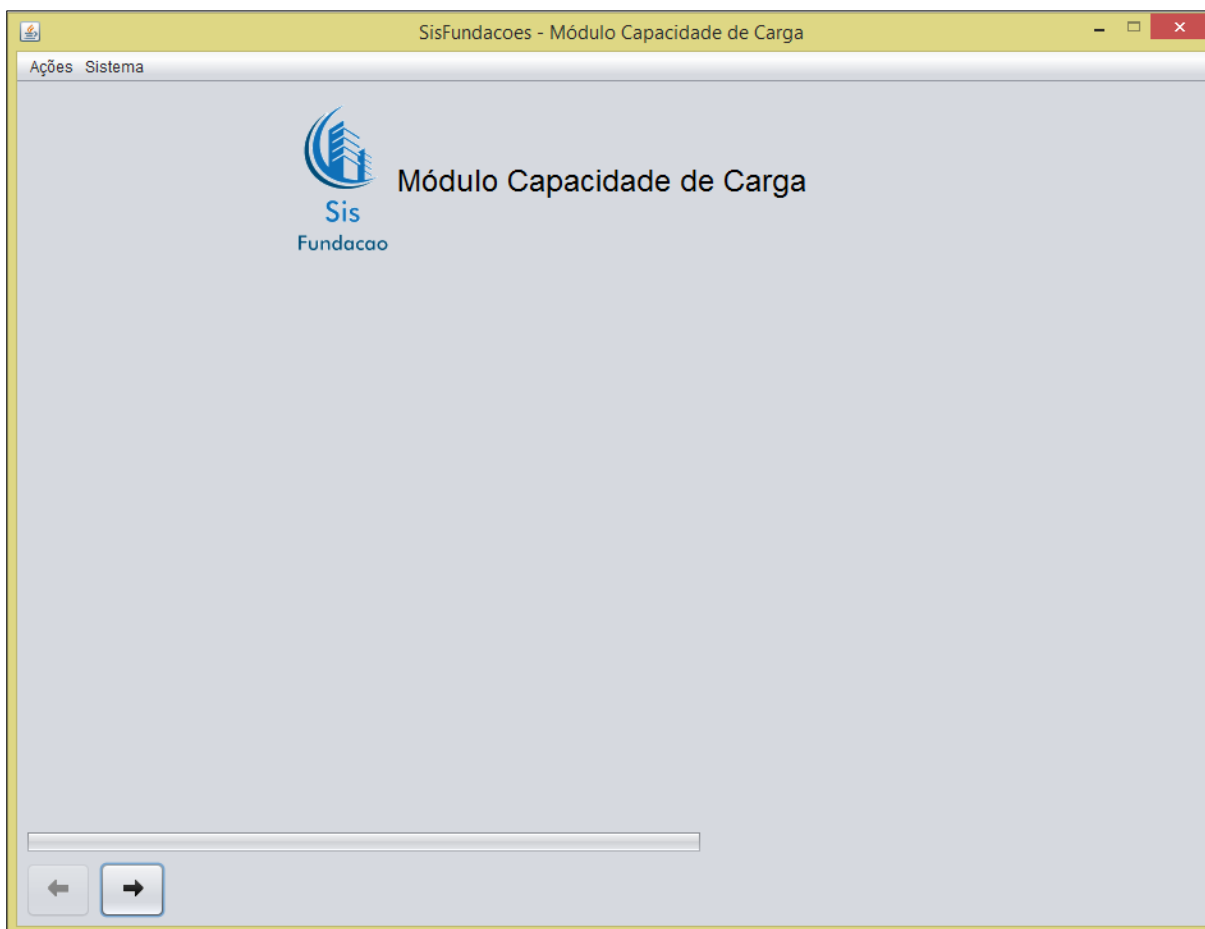 SisFundacoes - Módulo Capacidade de Carga
Ações Sistema
Módulo Capacidade de Carga
Sis
Fundacao